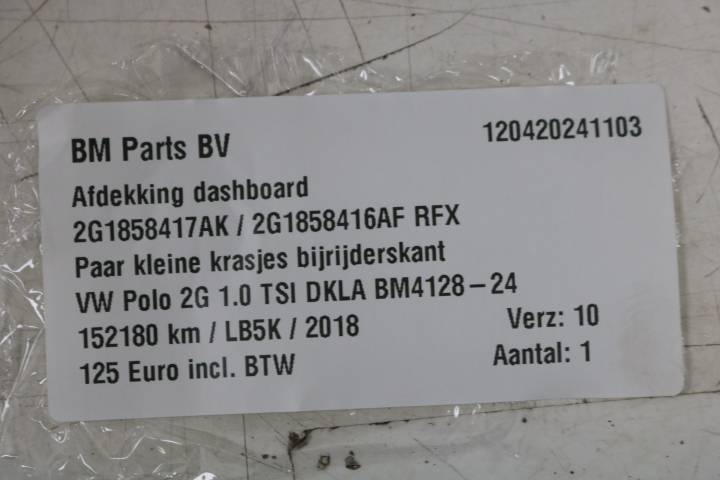 BM Parts BV 120420241103
Afdekking dashboard
2G1858417AK / 2G1858416AF RFX
Paar kleine krasjes bijrijderskant
VW Polo 2G 1.0 TSI DKLA BM4128-24
152180 km / LB5K / 2018 Verz: 10
125 Euro incl. BTW Aantal: 1